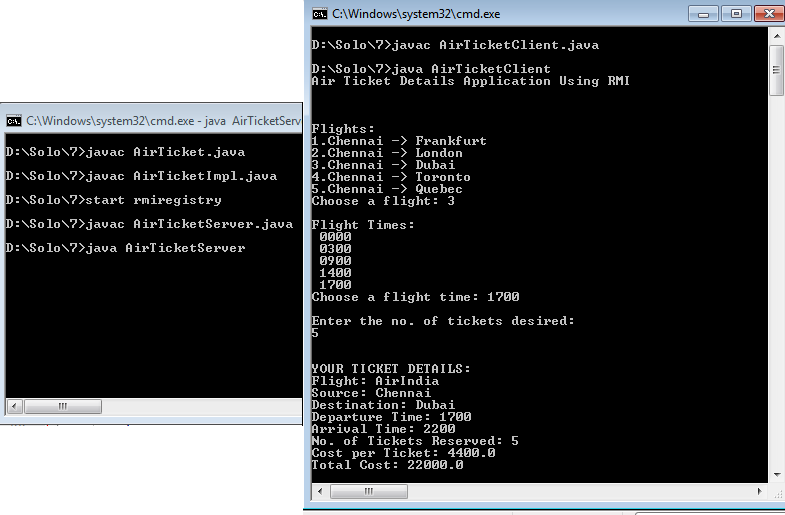 C:\Windows\system32\cmd.exe - java  AirTicketServ
D:\Solo\7>javac AirTicket.java
D:\Solo\7>javac AirTicketImpl.java
D:\Solo\7>start rmiregistry
D:\Solo\7>javac AirTicketServer.java
D:\Solo\7>java AirTicketServer
C:\Windows\system32\cmd.exe
D:\Solo\7>javac AirTicketClient.java
D:\Solo\7>java AirTicketClient
Air Ticket Details Application Using RMI
Flights:
1.Chennai -> Frankfurt
2.Chennai -> London
3.Chennai -> Dubai
4.Chennai -> Toronto
5.Chennai -> Quebec
Choose a flight: 3
Flight Times:
0000
0300
0900
1400
1700
Choose a flight time: 1700
Enter the no. of tickets desired:
5
YOUR TICKET DETAILS:
Flight: AirIndia
Source: Chennai
Destination: Dubai
Departure Time: 1700
Arrival Time: 2200
No. of Tickets Reserved: 5
Cost per Ticket: 4400.0
Total Cost: 22000.0